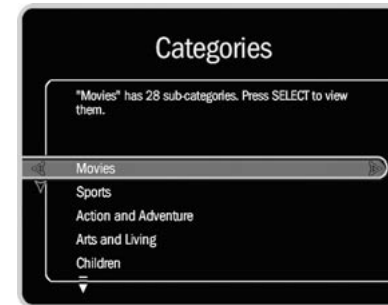 Categories
"Movies" has 28 sub-categories. Press SELECT to view
them.
Movies
Sports
Action and Adventure
Arts and Living
Children